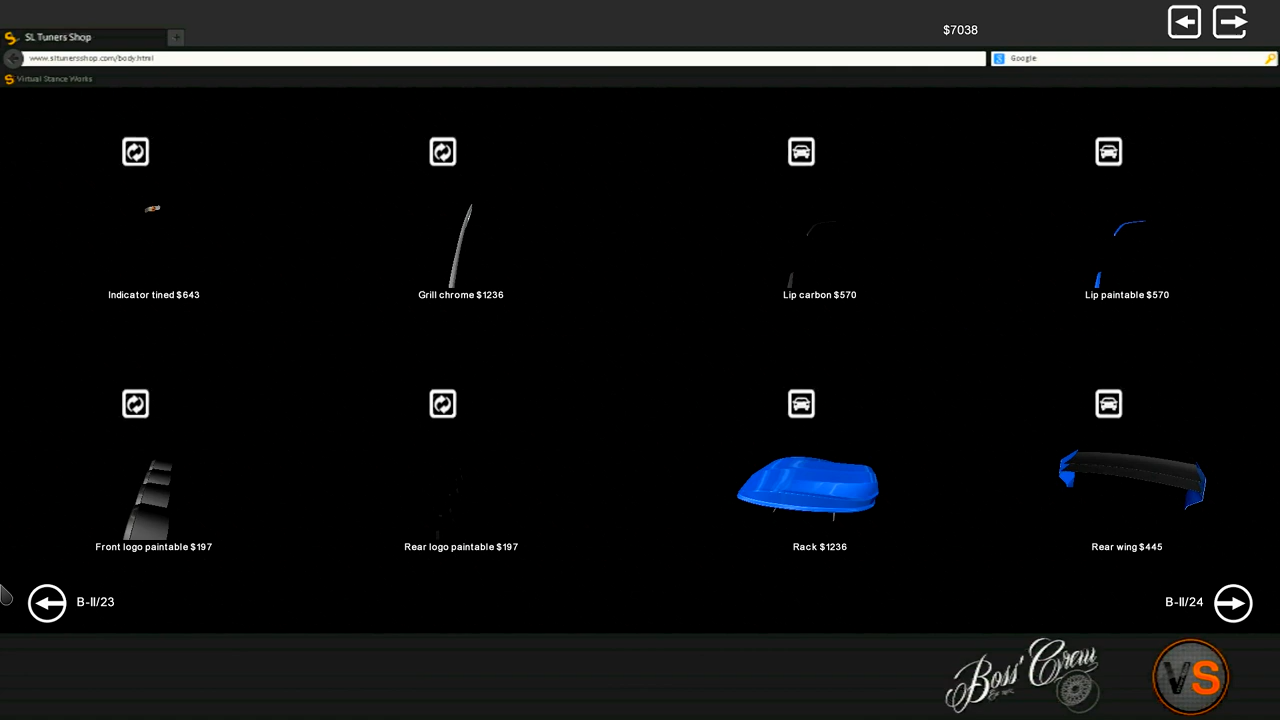 $7038
SL Tuners Shop
www.sltunersshop.com/body.html
Google
Virtual Stance Works
Indicator tined $643
Grill chrome $1236
Lip carbon $570
Lip paintable $570
Front logo paintable $197
Rear logo paintable $197
Rack $1236
Rear wing $445
B-II/23
B-II/24
Boss' Crew
VS